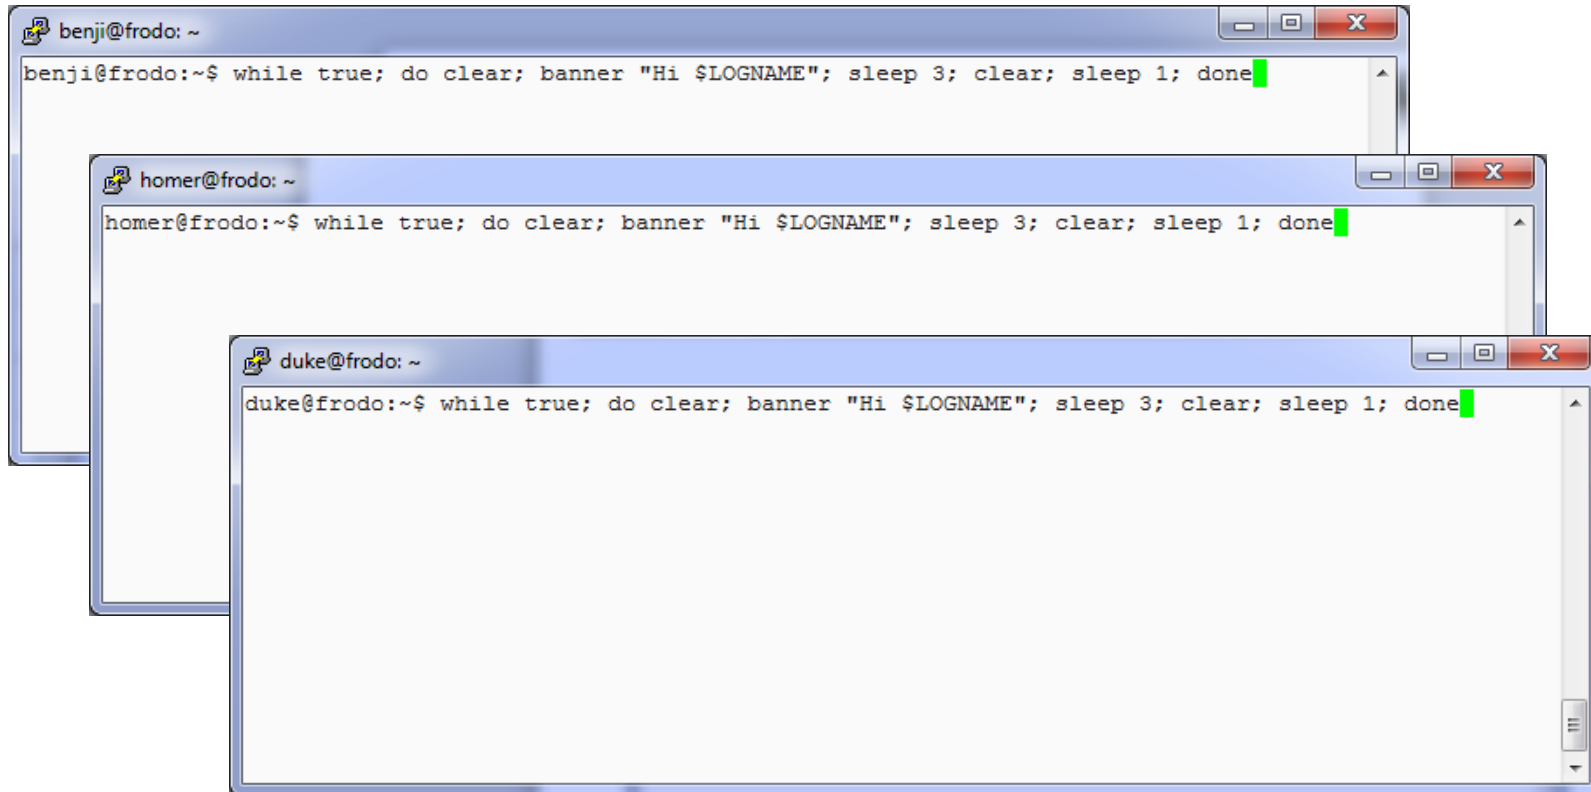 benji@frodo: ~
benji@frodo:~$ while true; do clear; banner "Hi $LOGNAME"; sleep 3; clear; sleep 1; done
homer@frodo: ~
homer@frodo:~$ while true; do clear; banner "Hi $LOGNAME"; sleep 3; clear; sleep 1; done
duke@frodo: ~
duke@frodo:~$ while true; do clear; banner "Hi $LOGNAME"; sleep 3; clear; sleep 1; done